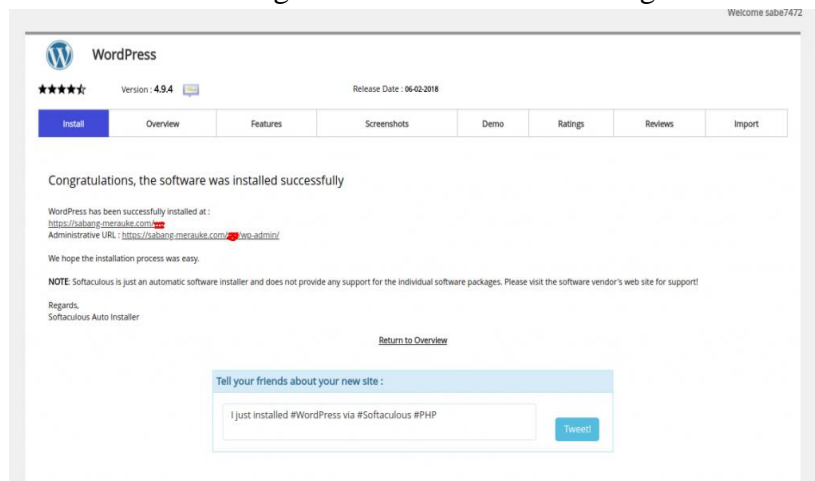 Welcome sabe7472
WordPress
Version : 4.9.4 Release Date : 06-02-2018
Install Overview Features Screenshots Demo Ratings Reviews Import
Congratulations, the software was installed successfully
WordPress has been successfully installed at :
https://sabang-merauke.com/
Administrative URL : https://sabang-merauke.com/ /wp-admin/
We hope the installation process was easy.
NOTE: Softaculous is just an automatic software installer and does not provide any support for the individual software packages. Please visit the software vendor's web site for support!
Regards,
Softaculous Auto Installer
Return to Overview
Tell your friends about your new site :
I just installed #WordPress via #Softaculous #PHP
Tweet!